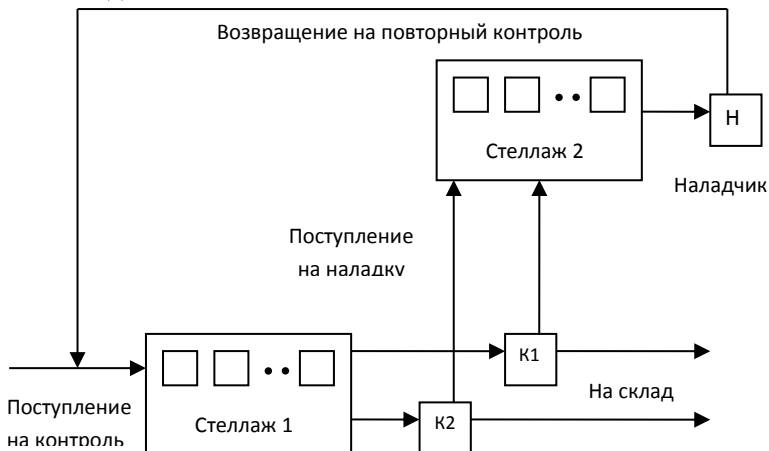 Возвращение на повторный контроль
Н
Стеллаж 2
Наладчик
Поступление
на наладку
К1
На склад
Поступление
на контроль
Стеллаж 1
К2